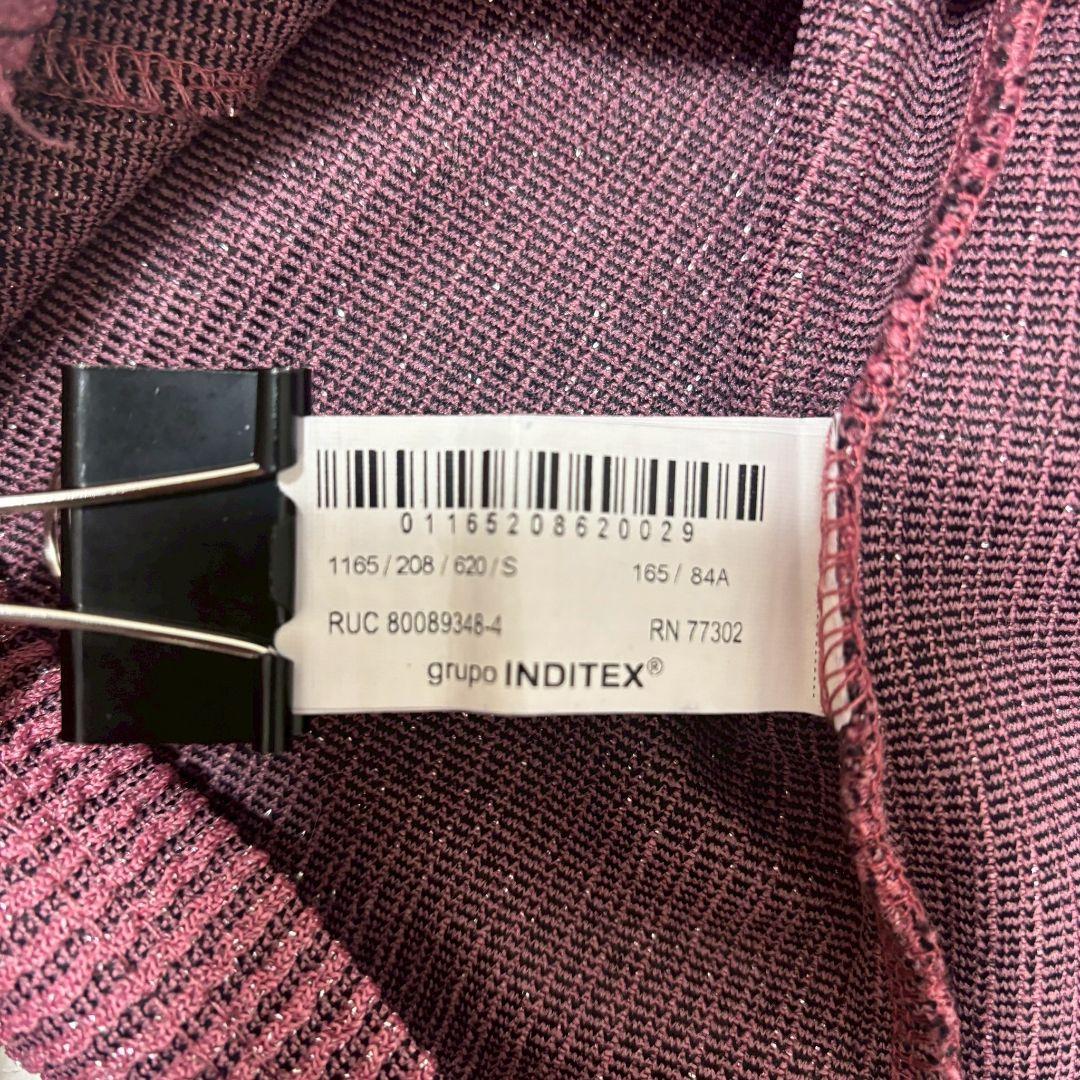 01165208620029
1165 / 208 / 620 / S 165 / 84A
RUC 80089348-4 RN 77302
grupo INDITEX®